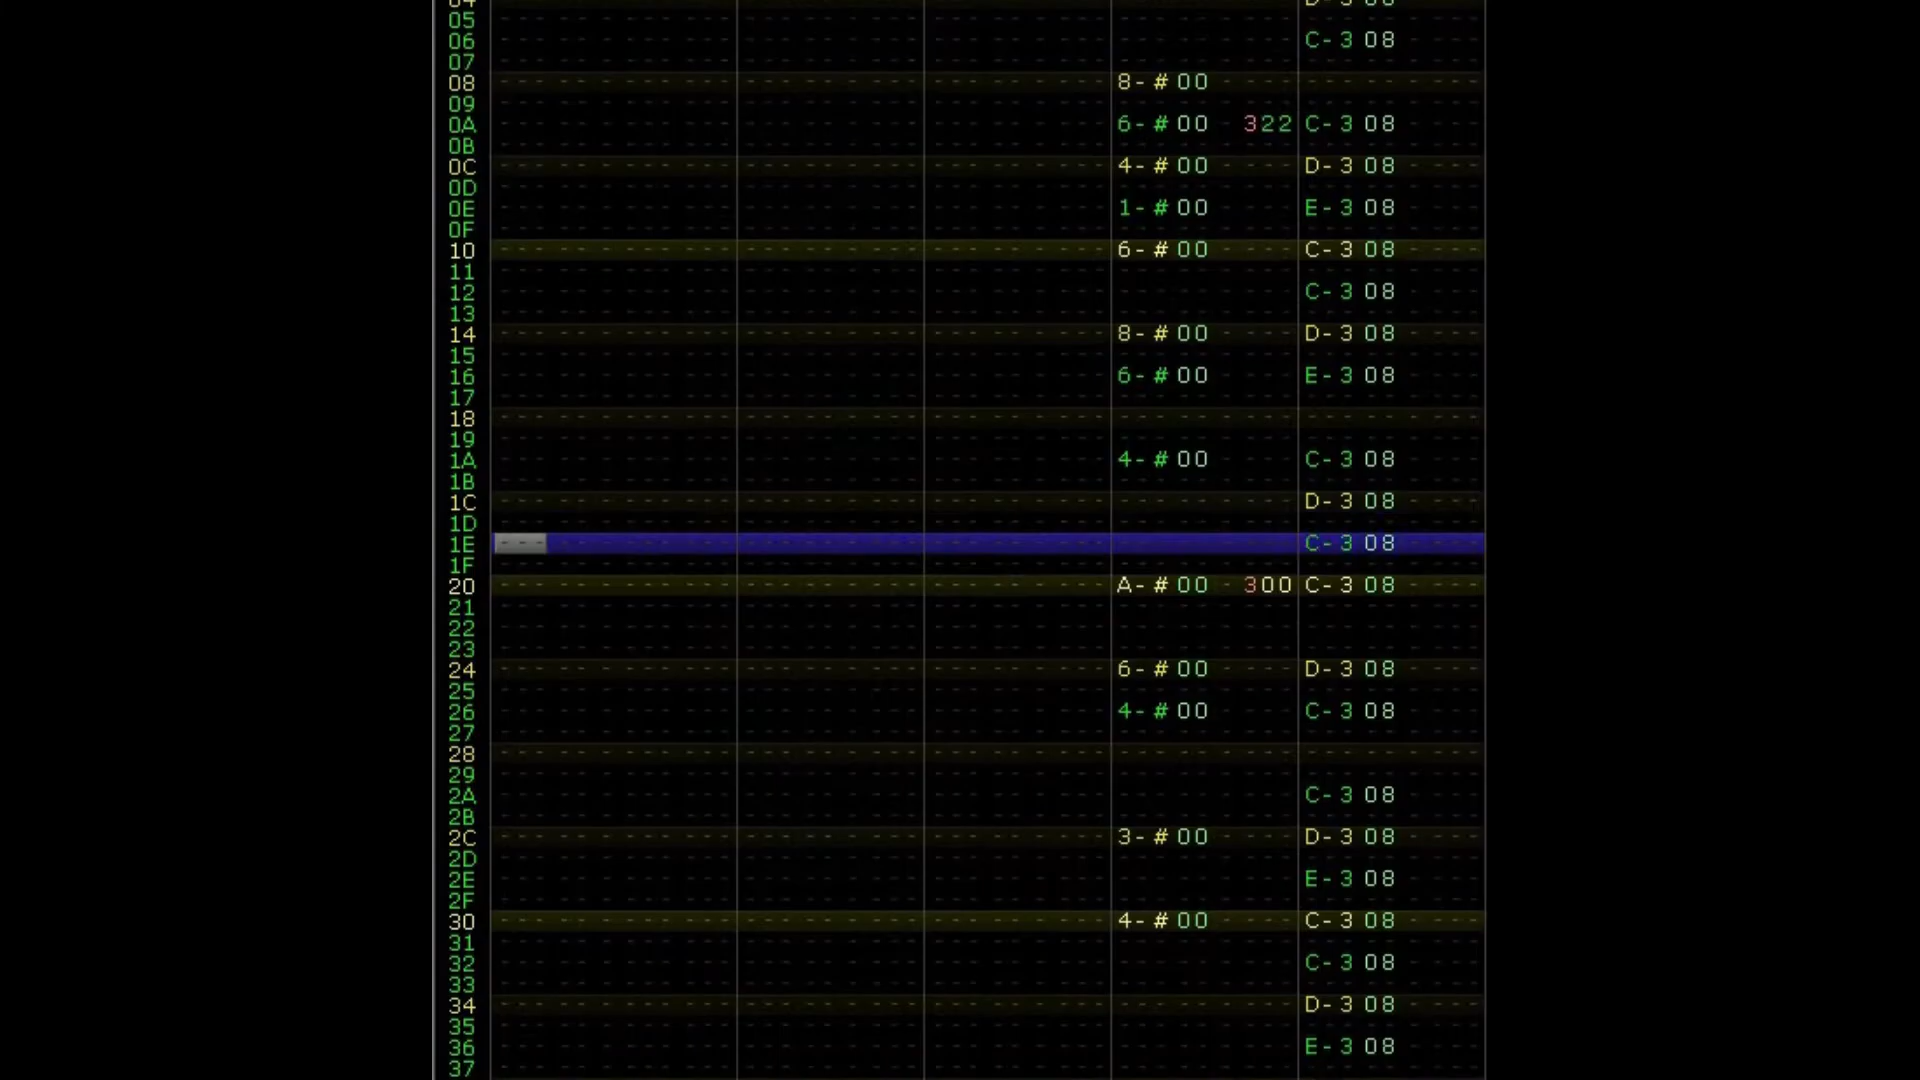 04 D-3 08
05
06 C-3 08
07
08 8-# 00
09
0A 6-# 00 322 C-3 08
0B
0C 4-# 00 D-3 08
0D
0E 1-# 00 E-3 08
0F
10 6-# 00 C-3 08
11
12 C-3 08
13
14 8-# 00 D-3 08
15
16 6-# 00 E-3 08
17
18
19
1A 4-# 00 C-3 08
1B
1C D-3 08
1D
1E C-3 08
1F
20 A-# 00 300 C-3 08
21
22
23
24 6-# 00 D-3 08
25
26 4-# 00 C-3 08
27
28
29
2A C-3 08
2B
2C 3-# 00 D-3 08
2D
2E E-3 08
2F
30 4-# 00 C-3 08
31
32 C-3 08
33
34 D-3 08
35
36 E-3 08
37